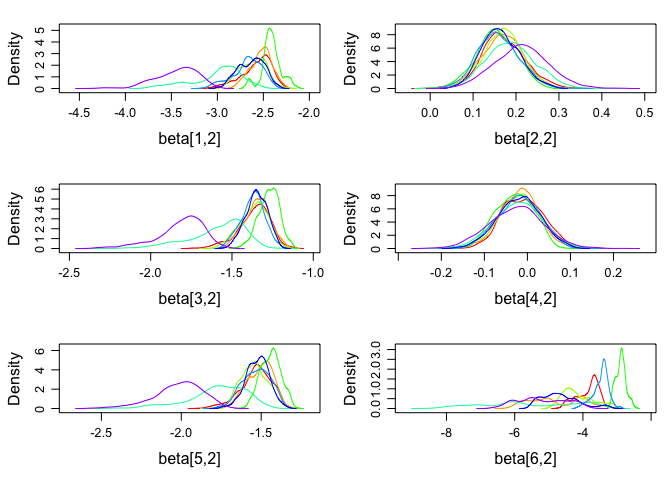 Density
0 1 2 3 4 5
-4.5 -4.0 -3.5 -3.0 -2.5 -2.0
beta[1,2]
Density
0 2 4 6 8
0.0 0.1 0.2 0.3 0.4 0.5
beta[2,2]
Density
0 1 2 3 4 5 6
-2.5 -2.0 -1.5 -1.0
beta[3,2]
Density
0 2 4 6 8
-0.2 -0.1 0.0 0.1 0.2
beta[4,2]
Density
0 2 4 6
-2.5 -2.0 -1.5
beta[5,2]
Density
0.0 1.0 2.0 3.0
-8 -6 -4 -2
beta[6,2]